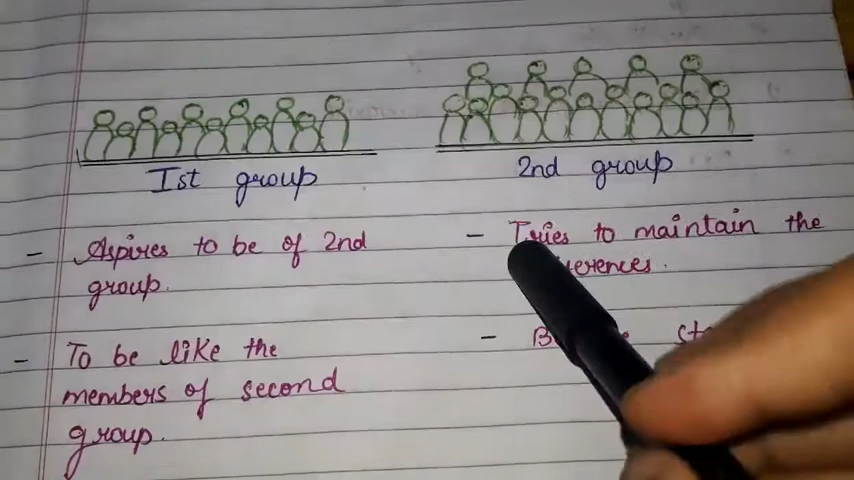 Ist group
2nd group
- Aspires to be of 2nd
group.
- To be like the
members of second
group.
- Tries to maintain the
-